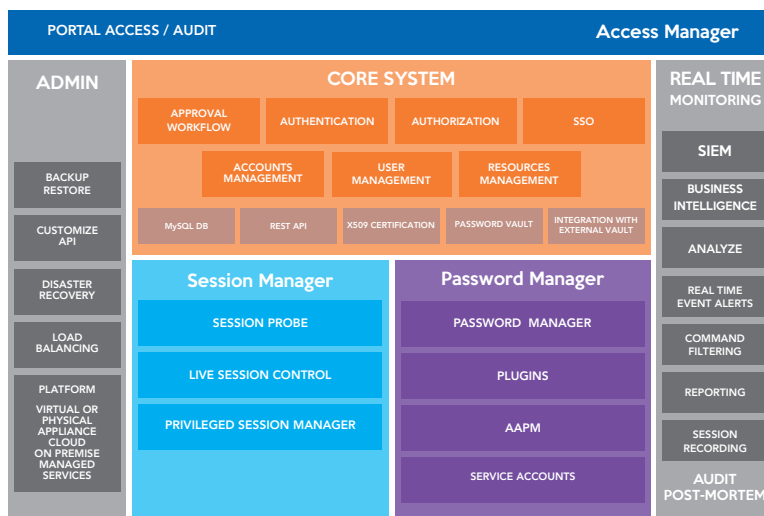 PORTAL ACCESS / AUDIT
Access Manager
ADMIN
BACKUP
RESTORE
CUSTOMIZE
API
DISASTER
RECOVERY
LOAD
BALANCING
PLATFORM
VIRTUAL OR
PHYSICAL
APPLIANCE
CLOUD
ON PREMISE
MANAGED
SERVICES
CORE SYSTEM
APPROVAL
WORKFLOW
AUTHENTICATION
AUTHORIZATION
SSO
ACCOUNTS
MANAGEMENT
USER
MANAGEMENT
RESOURCES
MANAGEMENT
MySQL DB
REST API
X509 CERTIFICATION
PASSWORD VAULT
INTEGRATION WITH
EXTERNAL VAULT
Session Manager
SESSION PROBE
LIVE SESSION CONTROL
PRIVILEGED SESSION MANAGER
Password Manager
PASSWORD MANAGER
PLUGINS
AAPM
SERVICE ACCOUNTS
REAL TIME
MONITORING
SIEM
BUSINESS
INTELLIGENCE
ANALYZE
REAL TIME
EVENT ALERTS
COMMAND
FILTERING
REPORTING
SESSION
RECORDING
AUDIT
POST-MORTEM